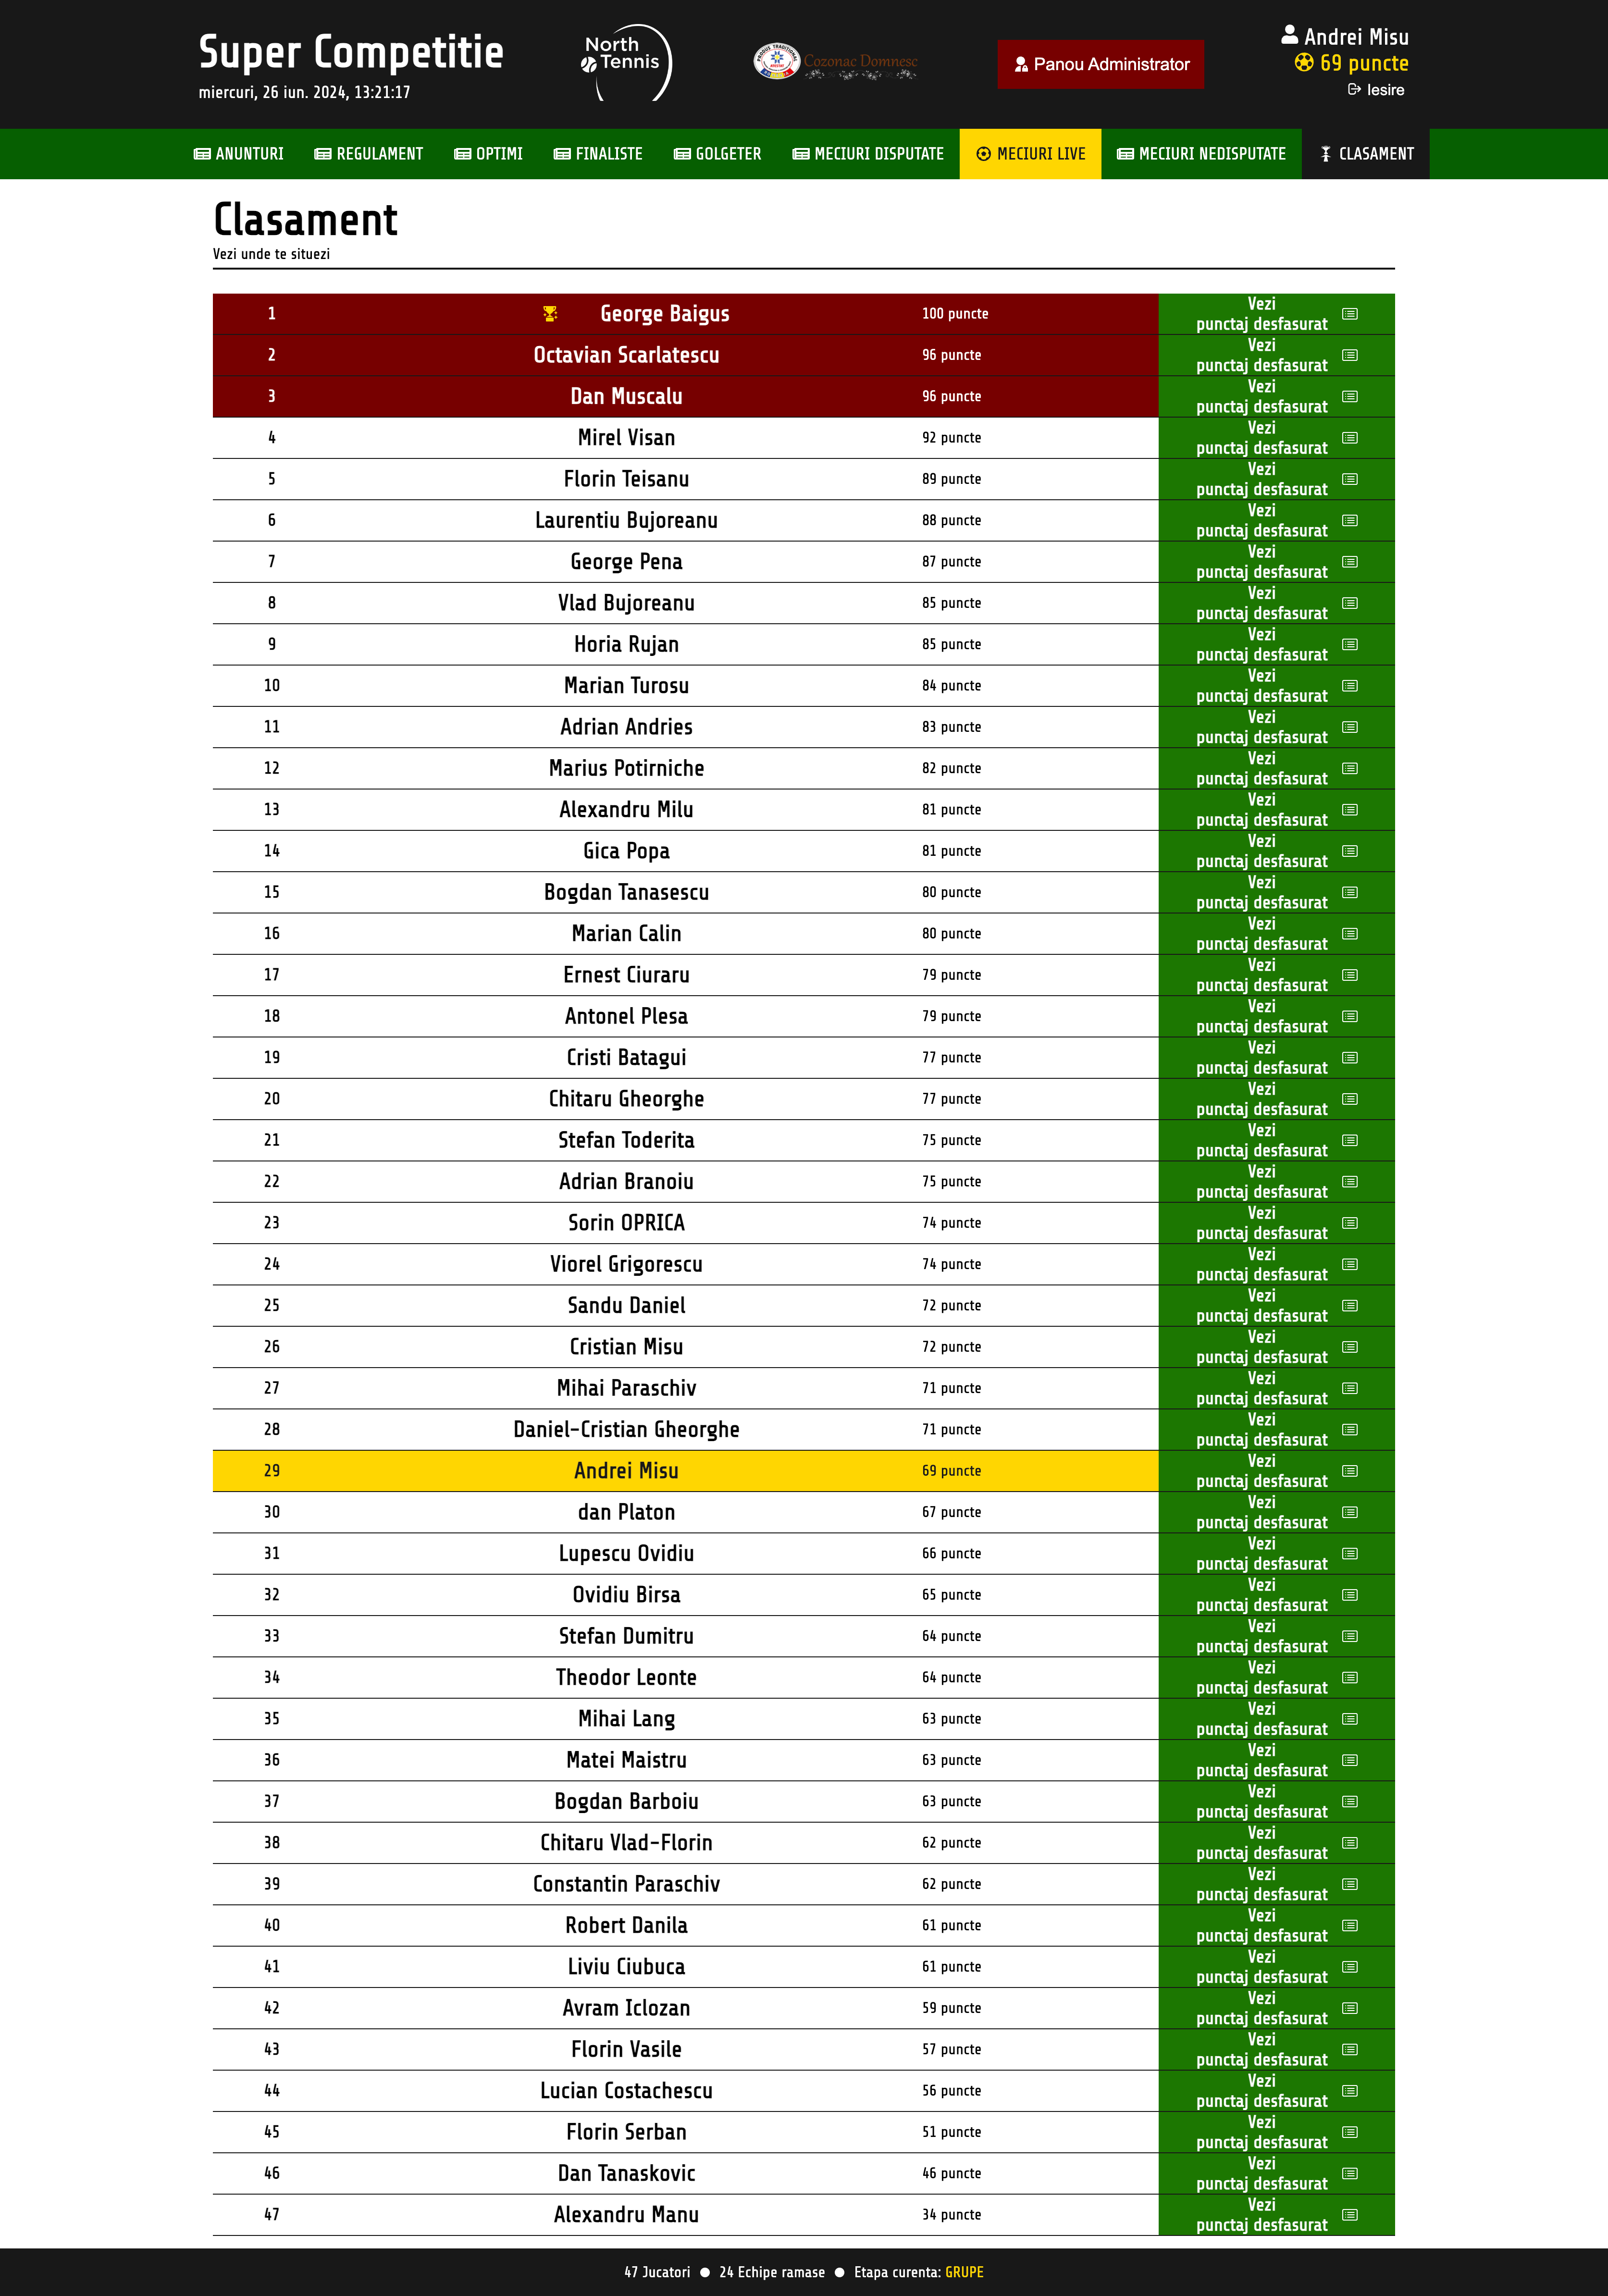 Super Competitie
miercuri, 26 iun. 2024, 13:21:17
North
Tennis
PRODUS TRADITIONAL
Cozonac Domnesc
Panou Administrator
Andrei Misu
69 puncte
Iesire
ANUNTURI REGULAMENT OPTIMI FINALISTE GOLGETER MECIURI DISPUTATE MECIURI LIVE MECIURI NEDISPUTATE CLASAMENT
Clasament
Vezi unde te situezi
1 George Baigus 100 puncte Vezi
punctaj desfasurat
2 Octavian Scarlatescu 96 puncte Vezi
punctaj desfasurat
3 Dan Muscalu 96 puncte Vezi
punctaj desfasurat
4 Mirel Visan 92 puncte Vezi
punctaj desfasurat
5 Florin Teisanu 89 puncte Vezi
punctaj desfasurat
6 Laurentiu Bujoreanu 88 puncte Vezi
punctaj desfasurat
7 George Pena 87 puncte Vezi
punctaj desfasurat
8 Vlad Bujoreanu 85 puncte Vezi
punctaj desfasurat
9 Horia Rujan 85 puncte Vezi
punctaj desfasurat
10 Marian Turosu 84 puncte Vezi
punctaj desfasurat
11 Adrian Andries 83 puncte Vezi
punctaj desfasurat
12 Marius Potirniche 82 puncte Vezi
punctaj desfasurat
13 Alexandru Milu 81 puncte Vezi
punctaj desfasurat
14 Gica Popa 81 puncte Vezi
punctaj desfasurat
15 Bogdan Tanasescu 80 puncte Vezi
punctaj desfasurat
16 Marian Calin 80 puncte Vezi
punctaj desfasurat
17 Ernest Ciuraru 79 puncte Vezi
punctaj desfasurat
18 Antonel Plesa 79 puncte Vezi
punctaj desfasurat
19 Cristi Batagui 77 puncte Vezi
punctaj desfasurat
20 Chitaru Gheorghe 77 puncte Vezi
punctaj desfasurat
21 Stefan Toderita 75 puncte Vezi
punctaj desfasurat
22 Adrian Branoiu 75 puncte Vezi
punctaj desfasurat
23 Sorin OPRICA 74 puncte Vezi
punctaj desfasurat
24 Viorel Grigorescu 74 puncte Vezi
punctaj desfasurat
25 Sandu Daniel 72 puncte Vezi
punctaj desfasurat
26 Cristian Misu 72 puncte Vezi
punctaj desfasurat
27 Mihai Paraschiv 71 puncte Vezi
punctaj desfasurat
28 Daniel-Cristian Gheorghe 71 puncte Vezi
punctaj desfasurat
29 Andrei Misu 69 puncte Vezi
punctaj desfasurat
30 dan Platon 67 puncte Vezi
punctaj desfasurat
31 Lupescu Ovidiu 66 puncte Vezi
punctaj desfasurat
32 Ovidiu Birsa 65 puncte Vezi
punctaj desfasurat
33 Stefan Dumitru 64 puncte Vezi
punctaj desfasurat
34 Theodor Leonte 64 puncte Vezi
punctaj desfasurat
35 Mihai Lang 63 puncte Vezi
punctaj desfasurat
36 Matei Maistru 63 puncte Vezi
punctaj desfasurat
37 Bogdan Barboiu 63 puncte Vezi
punctaj desfasurat
38 Chitaru Vlad-Florin 62 puncte Vezi
punctaj desfasurat
39 Constantin Paraschiv 62 puncte Vezi
punctaj desfasurat
40 Robert Danila 61 puncte Vezi
punctaj desfasurat
41 Liviu Ciubuca 61 puncte Vezi
punctaj desfasurat
42 Avram Iclozan 59 puncte Vezi
punctaj desfasurat
43 Florin Vasile 57 puncte Vezi
punctaj desfasurat
44 Lucian Costachescu 56 puncte Vezi
punctaj desfasurat
45 Florin Serban 51 puncte Vezi
punctaj desfasurat
46 Dan Tanaskovic 46 puncte Vezi
punctaj desfasurat
47 Alexandru Manu 34 puncte Vezi
punctaj desfasurat
47 Jucatori ● 24 Echipe ramase ● Etapa curenta: GRUPE